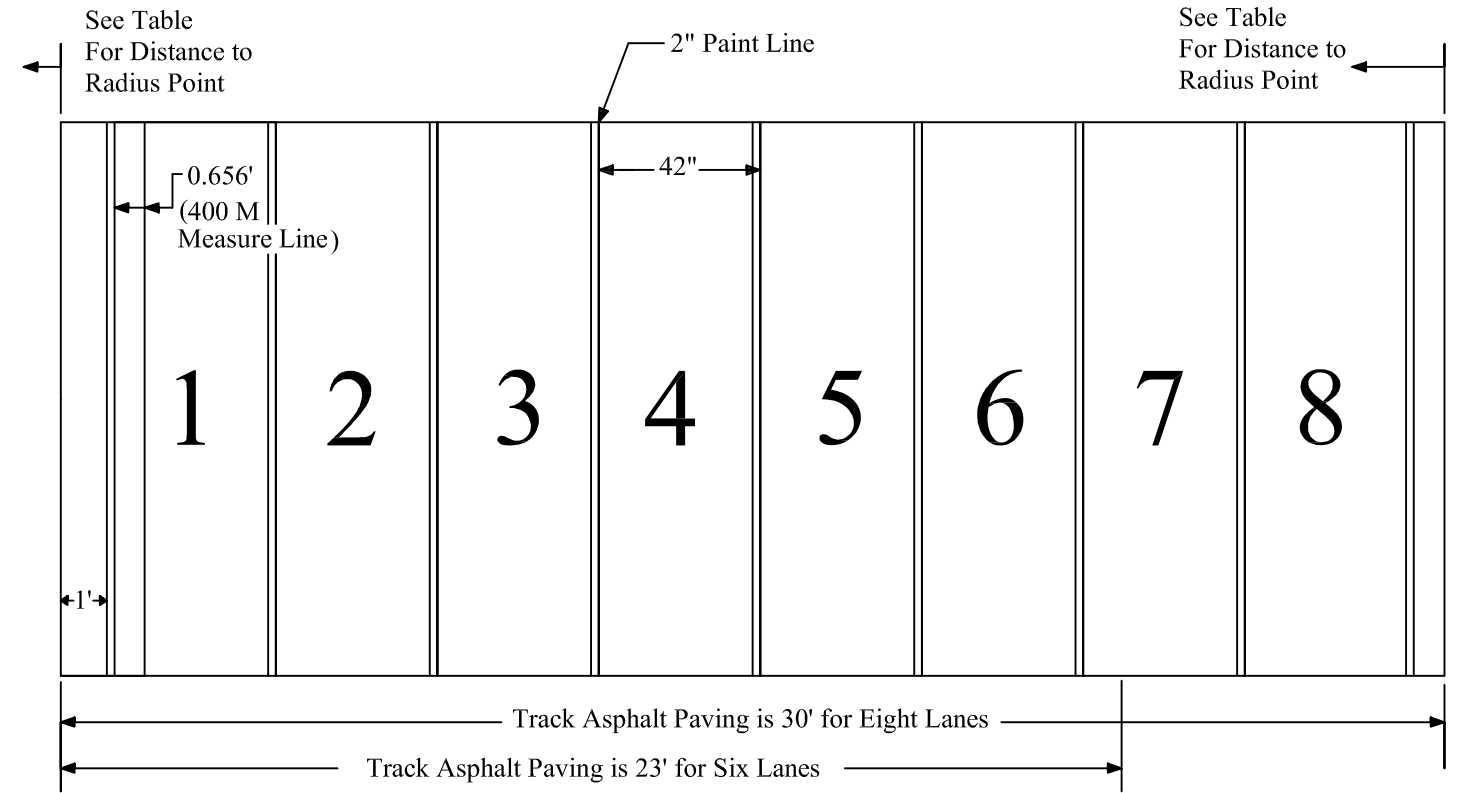 See Table
For Distance to
Radius Point
2" Paint Line
See Table
For Distance to
Radius Point
0.656'
(400 M
Measure Line)
42"
1 2 3 4 5 6 7 8
1'
Track Asphalt Paving is 30' for Eight Lanes
Track Asphalt Paving is 23' for Six Lanes